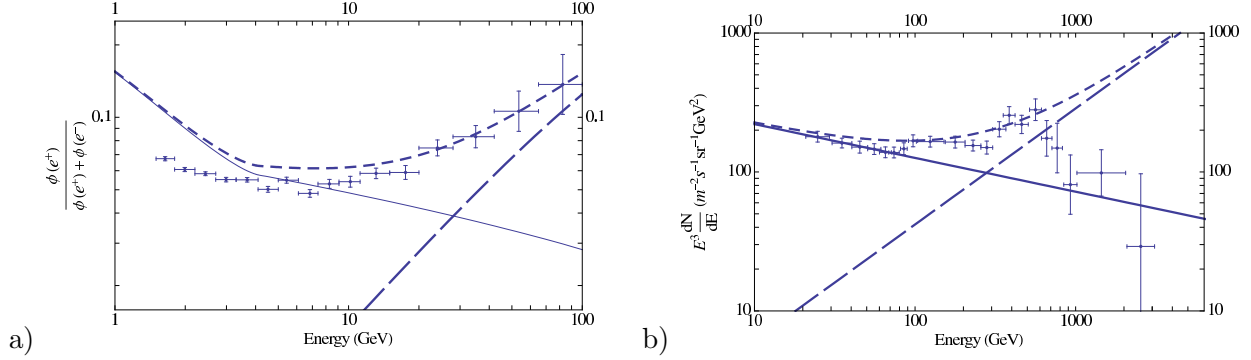 1 10 100
0.1 0.1
ϕ(e⁺)
ϕ(e⁺) + ϕ(e⁻)
1 10 100
Energy (GeV)
a)
10 100 1000
1000 1000
100 100
10 10
E³ dN/dE (m⁻²s⁻¹sr⁻¹GeV²)
10 100 1000
Energy (GeV)
b)